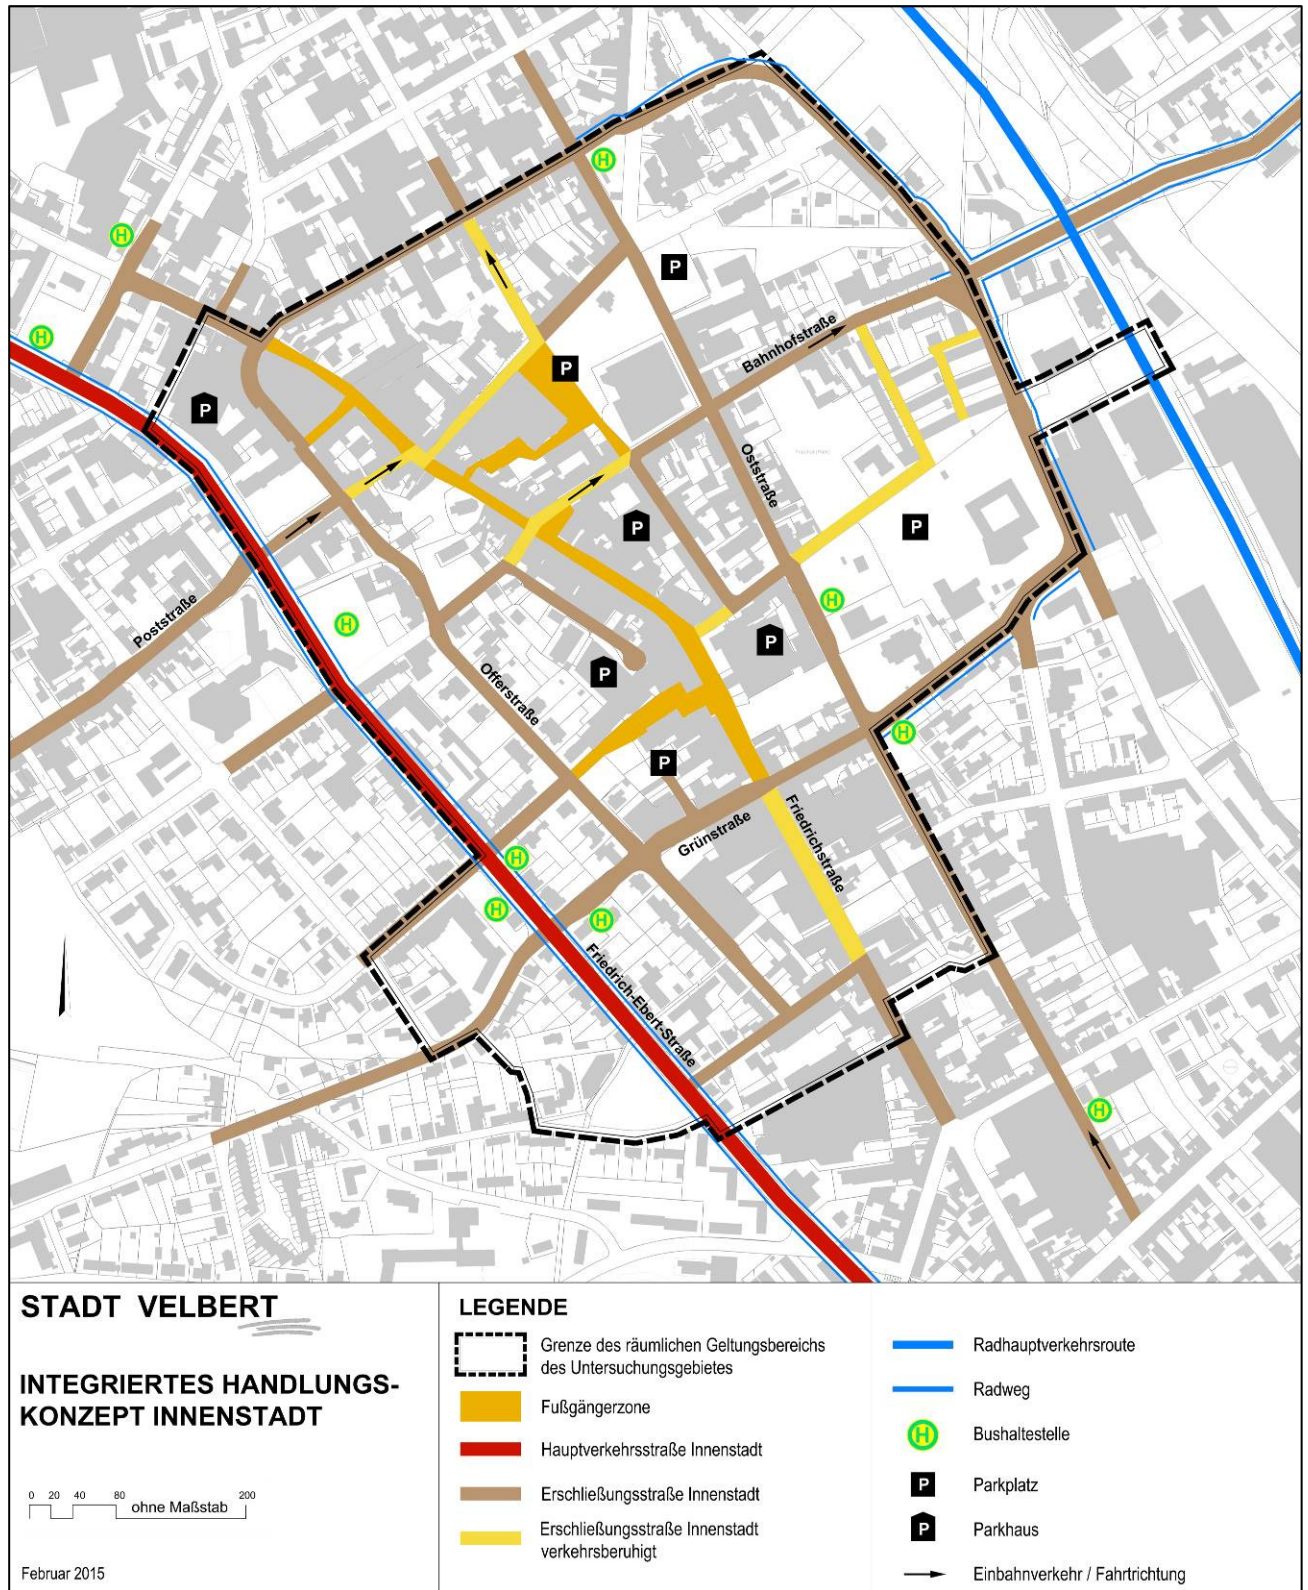 H
H
H
P
P
P
Bahnhofstraße
Oststraße
P
P
Poststraße
H
H
P
P
Offerstraße
H
P
Grünstraße
Friedrichstraße
H
H
H
Friedrich-Ebert-Straße
H
STADT VELBERT
INTEGRIERTES HANDLUNGS-
KONZEPT INNENSTADT
0 20 40 80 200
ohne Maßstab
Februar 2015
LEGENDE
Grenze des räumlichen Geltungsbereichs
des Untersuchungsgebietes
Fußgängerzone
Hauptverkehrsstraße Innenstadt
Erschließungsstraße Innenstadt
Erschließungsstraße Innenstadt
verkehrsberuhigt
Radhauptverkehrsroute
Radweg
H Bushaltestelle
P Parkplatz
P Parkhaus
Einbahnverkehr / Fahrtrichtung